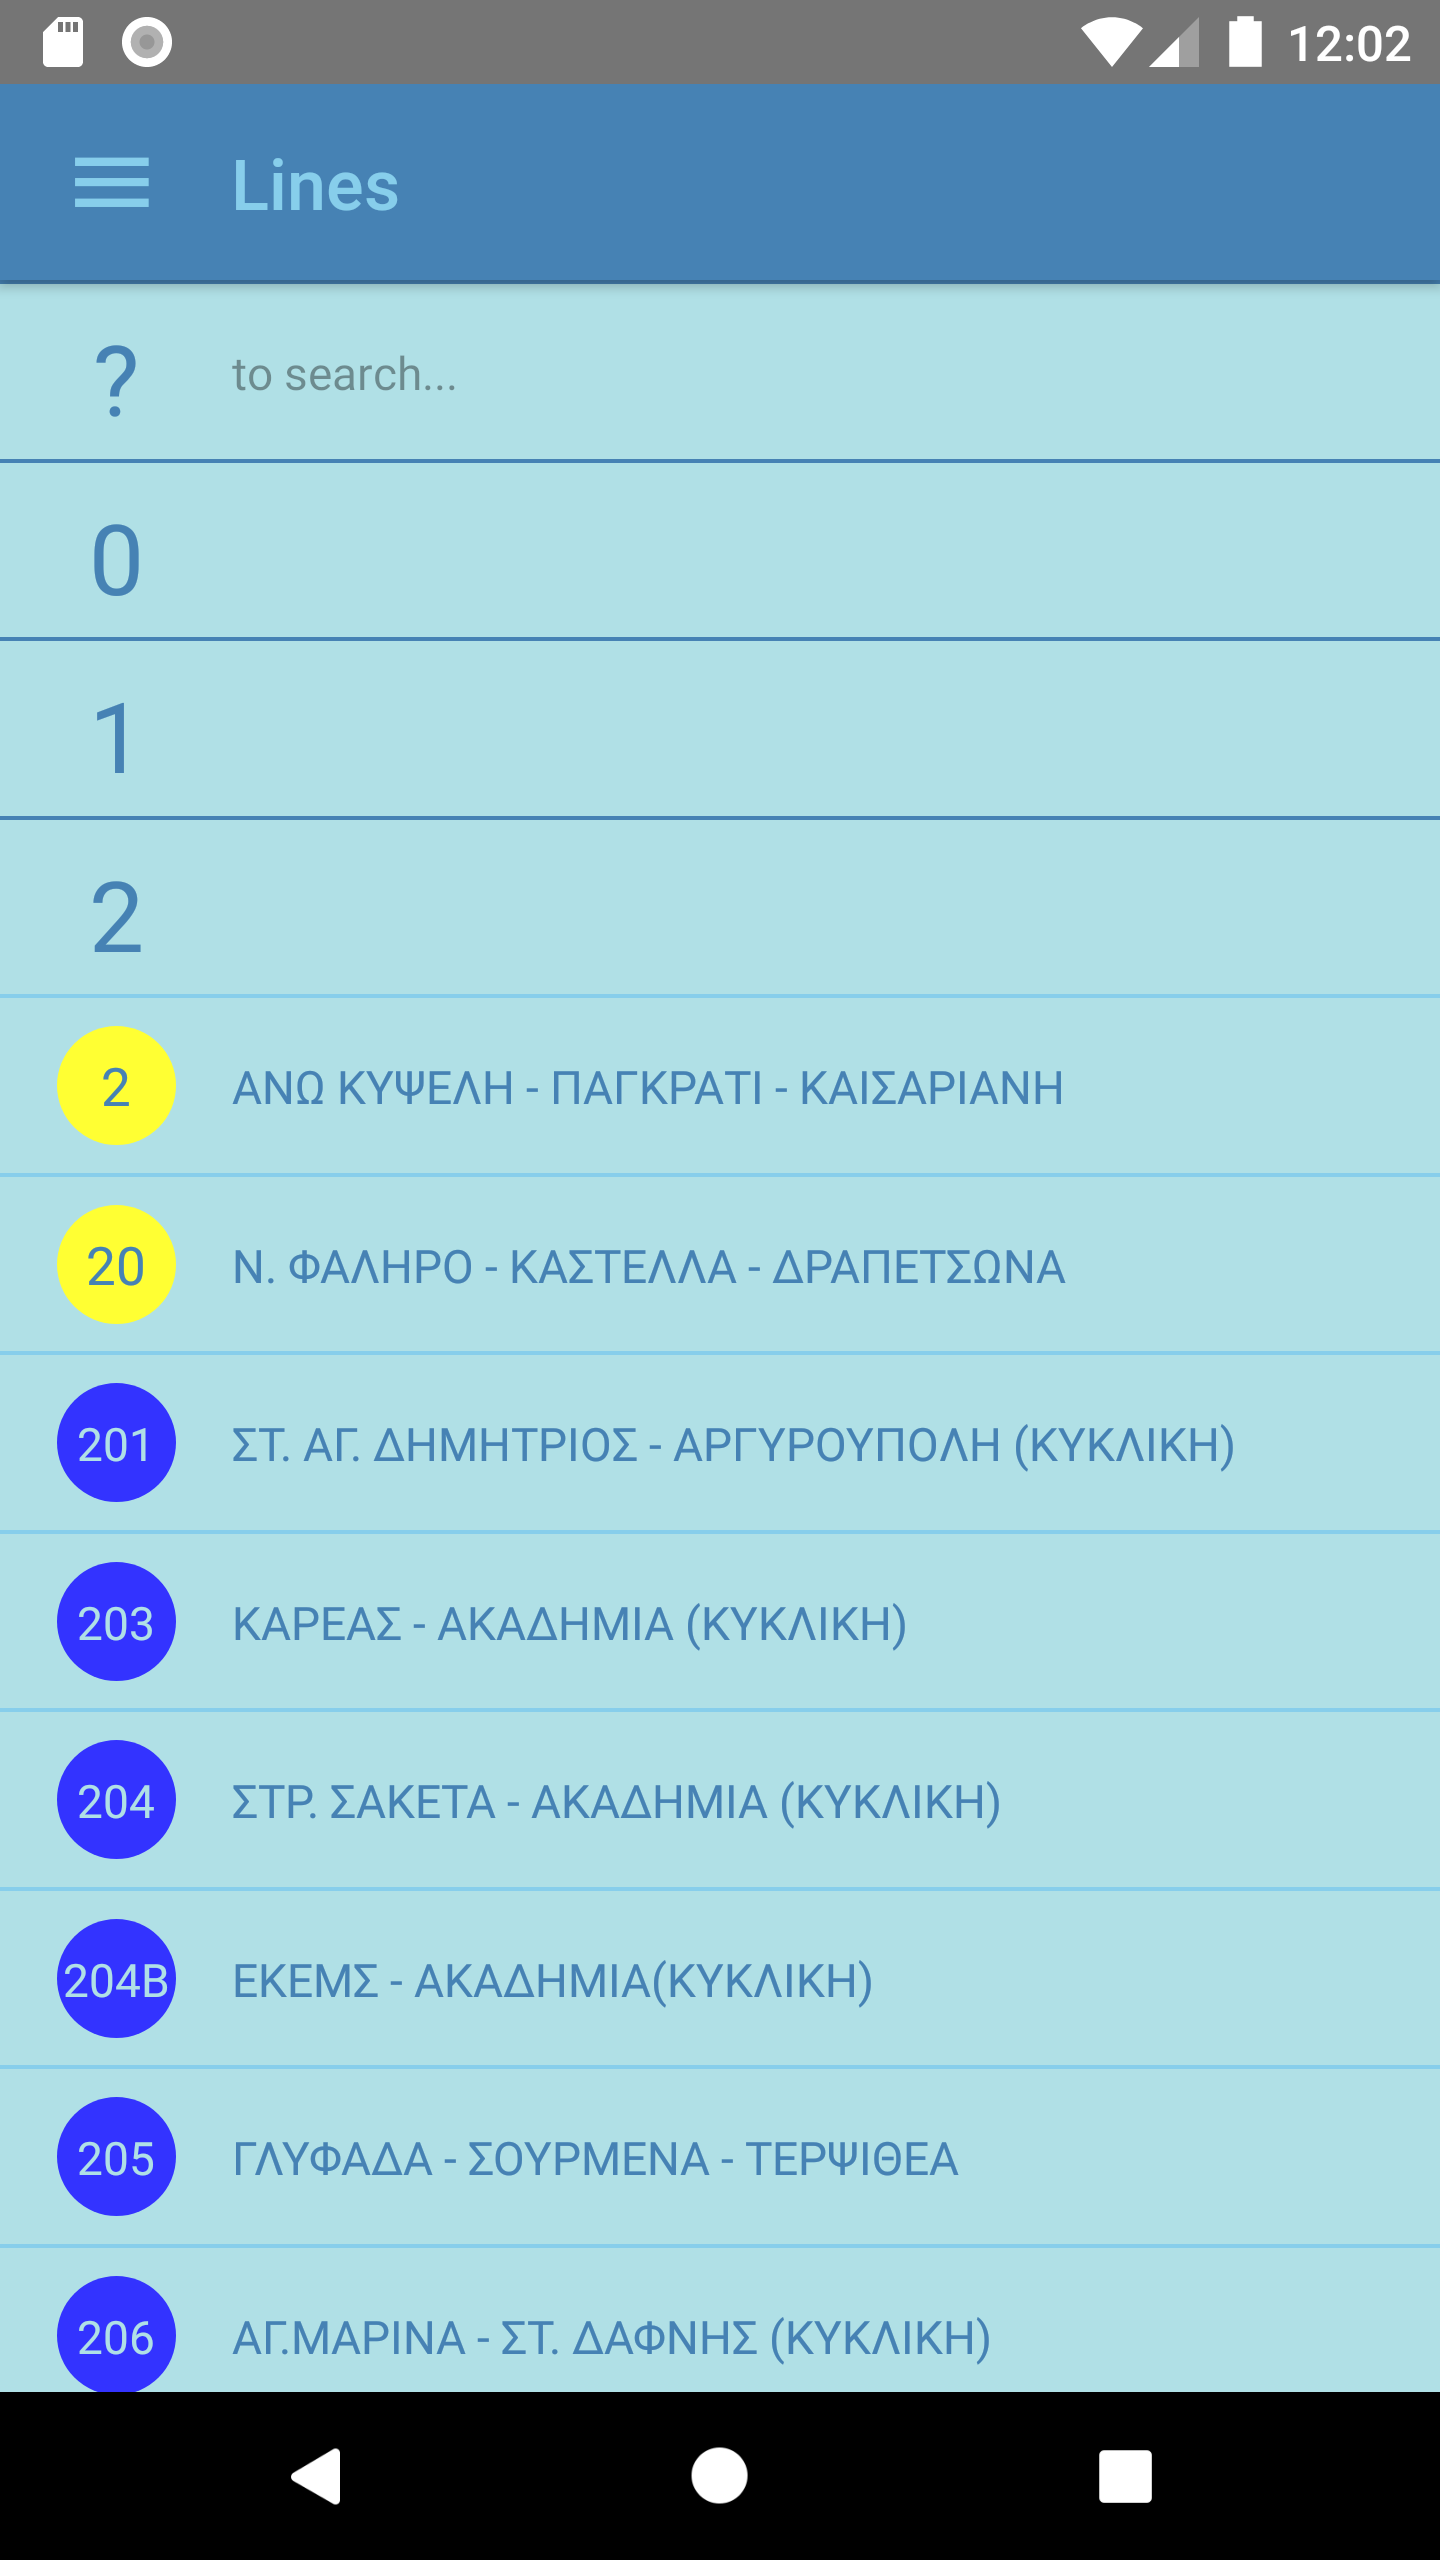 12:02
Lines
? to search...
0
1
2
2 ΑΝΩ ΚΥΨΕΛΗ - ΠΑΓΚΡΑΤΙ - ΚΑΙΣΑΡΙΑΝΗ
20 Ν. ΦΑΛΗΡΟ - ΚΑΣΤΕΛΛΑ - ΔΡΑΠΕΤΣΩΝΑ
201 ΣΤ. ΑΓ. ΔΗΜΗΤΡΙΟΣ - ΑΡΓΥΡΟΥΠΟΛΗ (ΚΥΚΛΙΚΗ)
203 ΚΑΡΕΑΣ - ΑΚΑΔΗΜΙΑ (ΚΥΚΛΙΚΗ)
204 ΣΤΡ. ΣΑΚΕΤΑ - ΑΚΑΔΗΜΙΑ (ΚΥΚΛΙΚΗ)
204Β ΕΚΕΜΣ - ΑΚΑΔΗΜΙΑ(ΚΥΚΛΙΚΗ)
205 ΓΛΥΦΑΔΑ - ΣΟΥΡΜΕΝΑ - ΤΕΡΨΙΘΕΑ
206 ΑΓ.ΜΑΡΙΝΑ - ΣΤ. ΔΑΦΝΗΣ (ΚΥΚΛΙΚΗ)